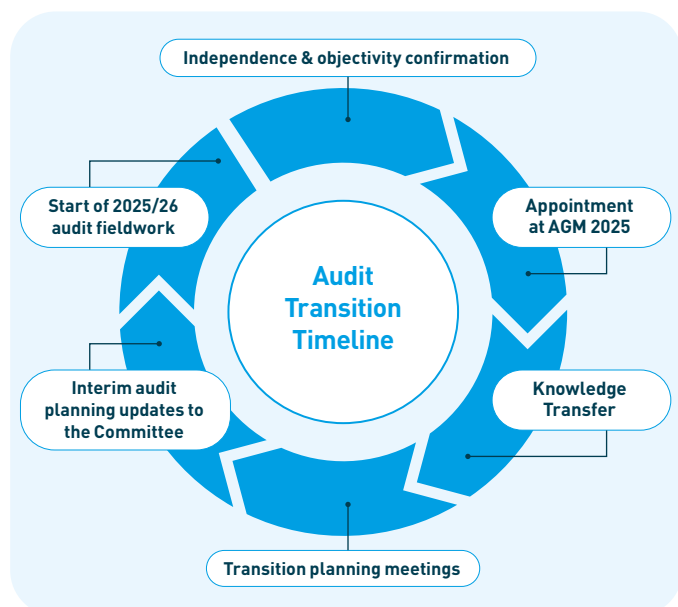 Independence & objectivity confirmation
Appointment
at AGM 2025
Knowledge
Transfer
Transition planning meetings
Interim audit
planning updates to
the Committee
Start of 2025/26
audit fieldwork
Audit
Transition
Timeline